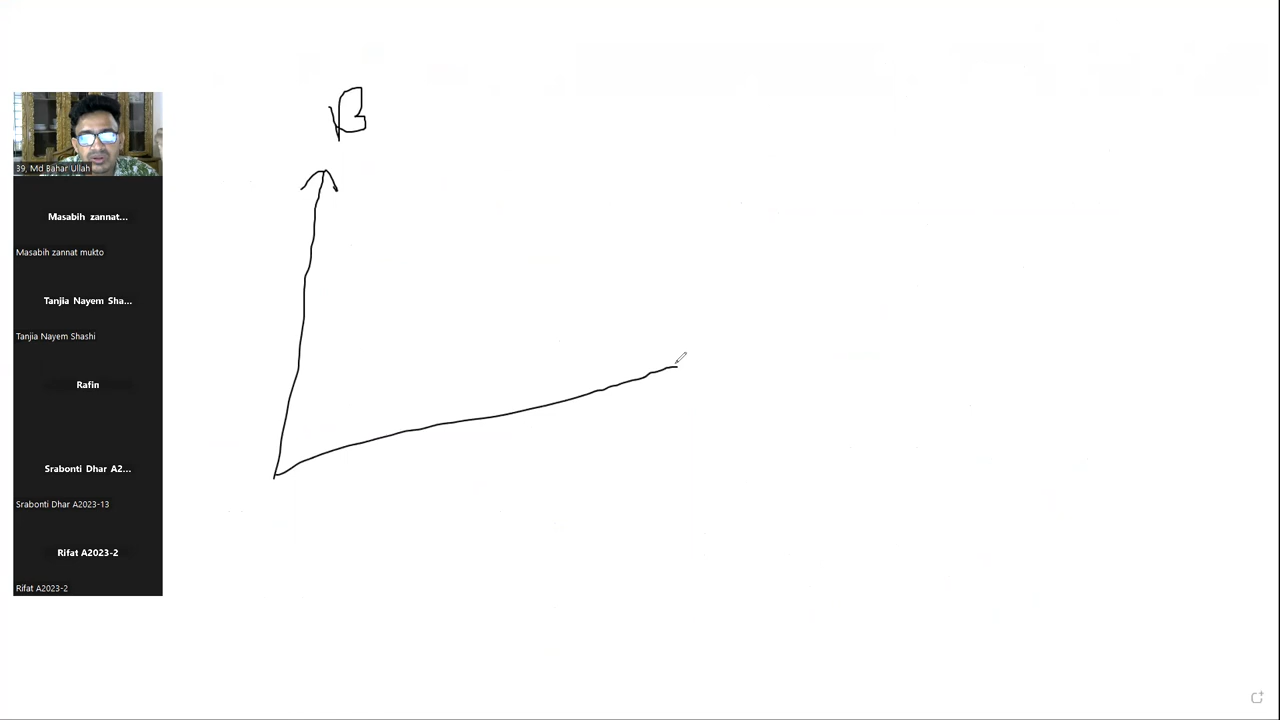 B
39, Md Bahar Ullah
Masabih zannat...
Masabih zannat mukto
Tanjia Nayem Sha...
Tanjia Nayem Shashi
Rafin
Srabonti Dhar A2...
Srabonti Dhar A2023-13
Rifat A2023-2
Rifat A2023-2